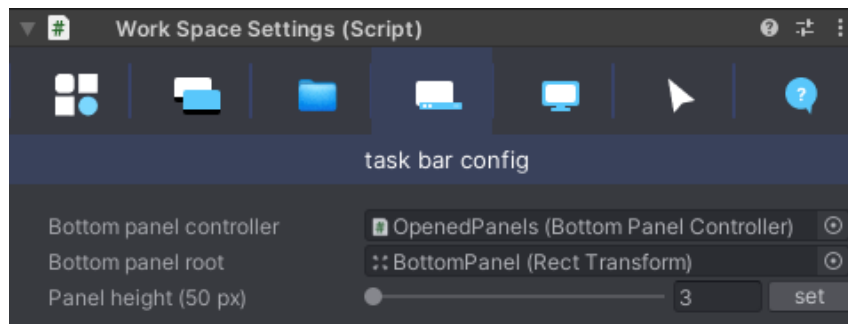 Work Space Settings (Script)
task bar config
Bottom panel controller OpenedPanels (Bottom Panel Controller)
Bottom panel root BottomPanel (Rect Transform)
Panel height (50 px) 3 set